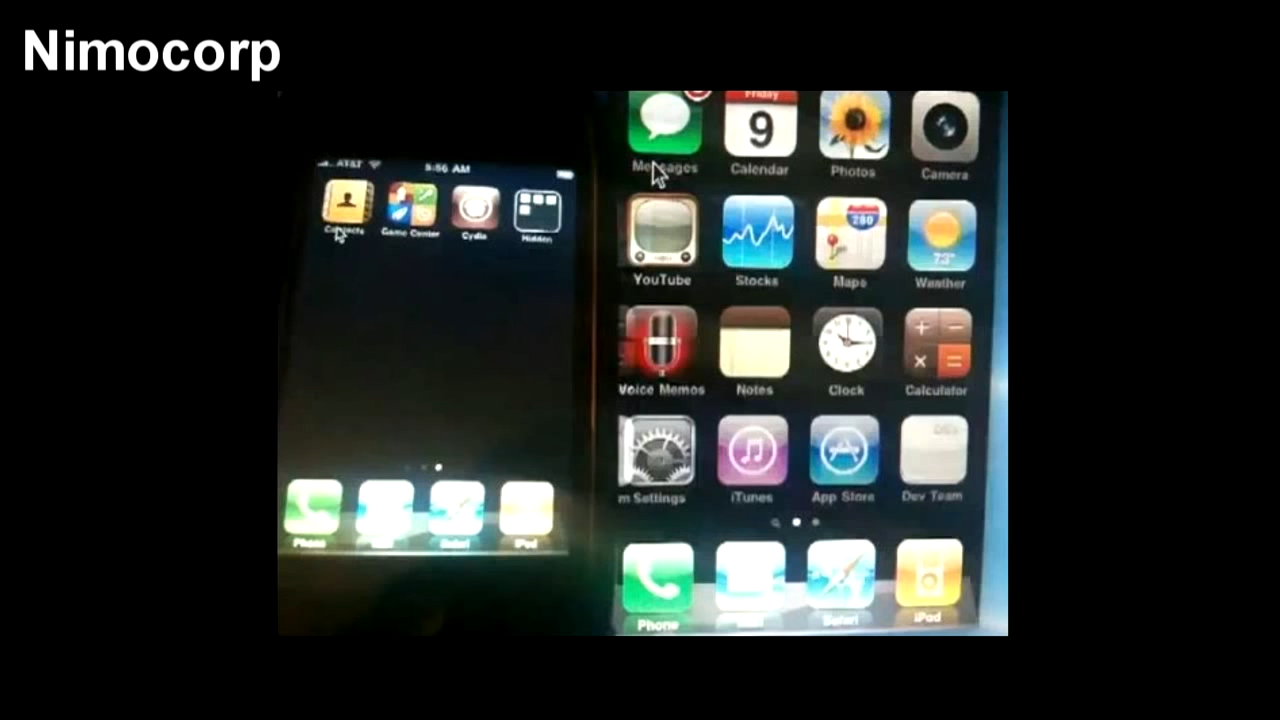 Nimocorp
AT&T 5:56 AM
Contacts Game Center Cydia Hidden
Phone Safari iPod
Messages Friday 9 Calendar Photos Camera
YouTube Stocks 280 Maps 73° Weather
Voice Memos Notes Clock Calculator
Settings iTunes App Store DEV Dev Team
Phone Safari iPod